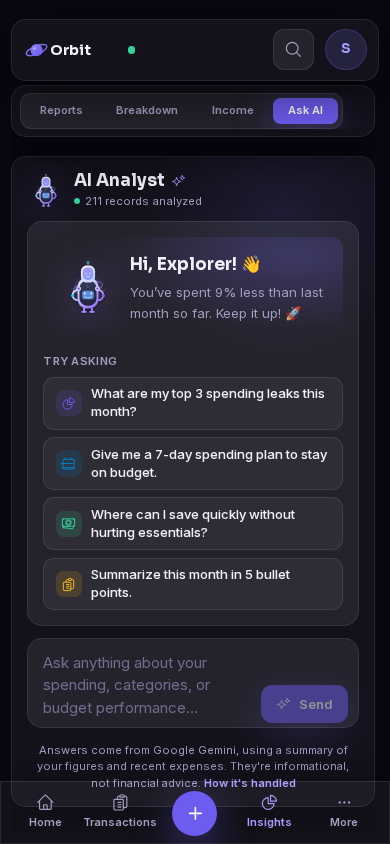 Orbit
S
Reports Breakdown Income Ask AI
AI Analyst
211 records analyzed
Hi, Explorer! 👋
You've spent 9% less than last
month so far. Keep it up! 🚀
TRY ASKING
What are my top 3 spending leaks this
month?
Give me a 7-day spending plan to stay
on budget.
Where can I save quickly without
hurting essentials?
Summarize this month in 5 bullet
points.
Ask anything about your
spending, categories, or
budget performance...
Send
Answers come from Google Gemini, using a summary of
your figures and recent expenses. They're informational,
not financial advice. How it's handled
Home Transactions + Insights More